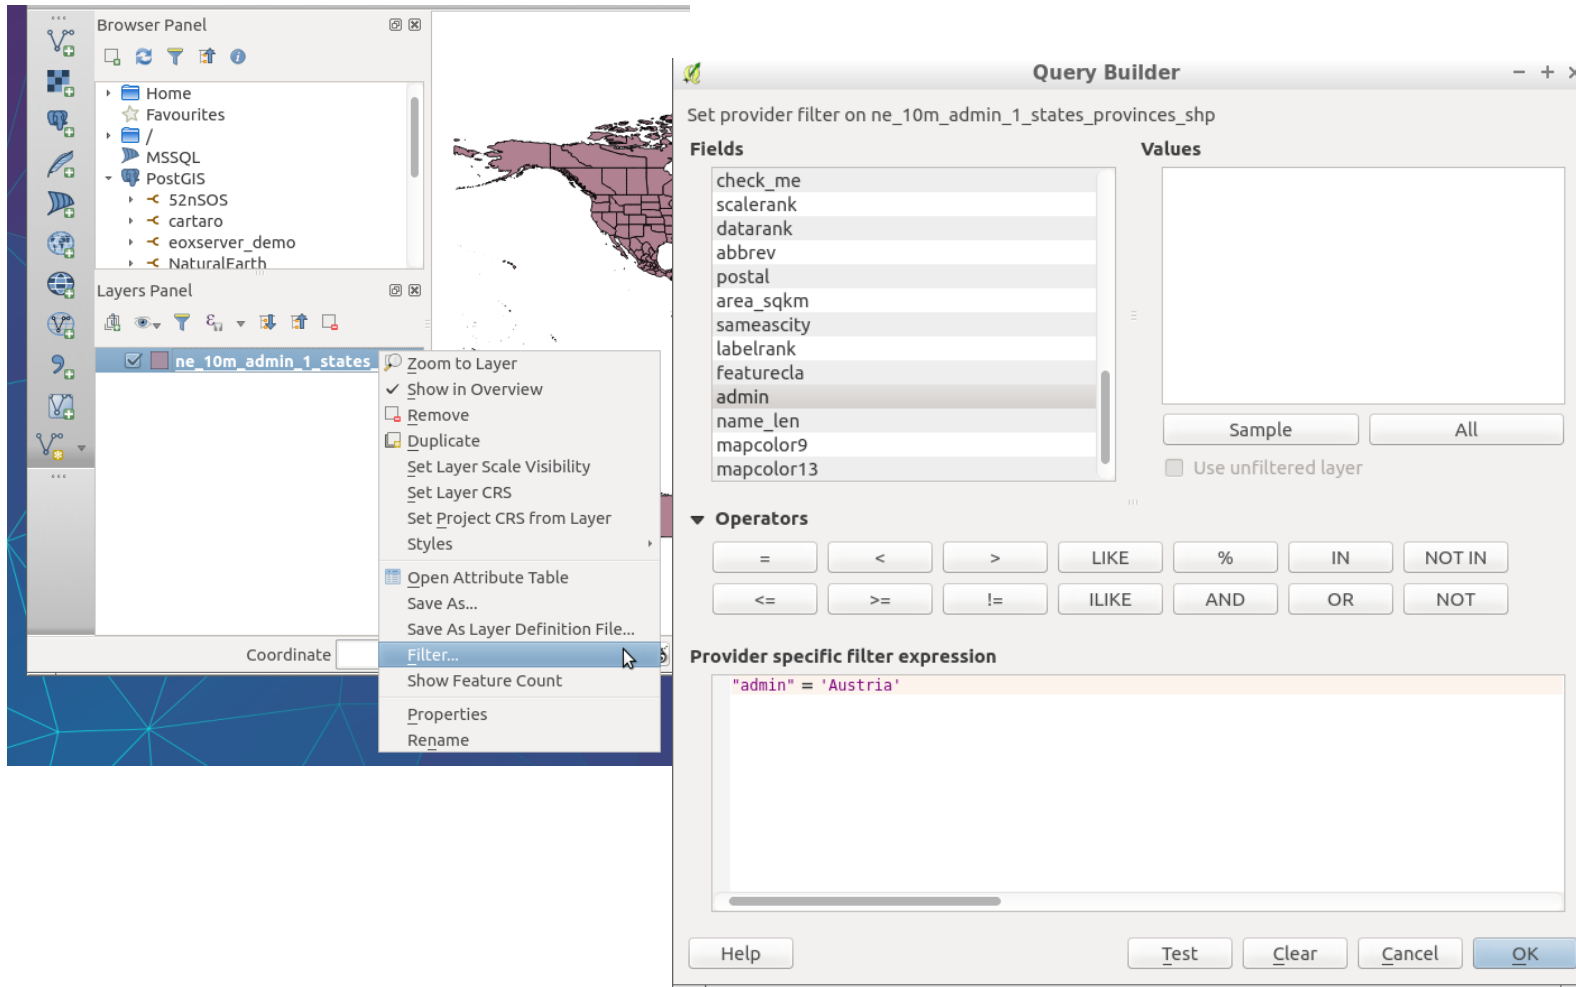 Browser Panel
Home
Favourites
/
MSSQL
PostGIS
52nSOS
cartaro
eoxserver_demo
NaturalEarth
Layers Panel
ne_10m_admin_1_states_
Zoom to Layer
Show in Overview
Remove
Duplicate
Set Layer Scale Visibility
Set Layer CRS
Set Project CRS from Layer
Styles
Open Attribute Table
Save As...
Save As Layer Definition File...
Filter...
Show Feature Count
Properties
Rename
Coordinate
Query Builder
Set provider filter on ne_10m_admin_1_states_provinces_shp
Fields
check_me
scalerank
datarank
abbrev
postal
area_sqkm
sameascity
labelrank
featurecla
admin
name_len
mapcolor9
mapcolor13
Values
Sample All
Use unfiltered layer
Operators
= < > LIKE % IN NOT IN
<= >= != ILIKE AND OR NOT
Provider specific filter expression
"admin" = 'Austria'
Help Test Clear Cancel OK